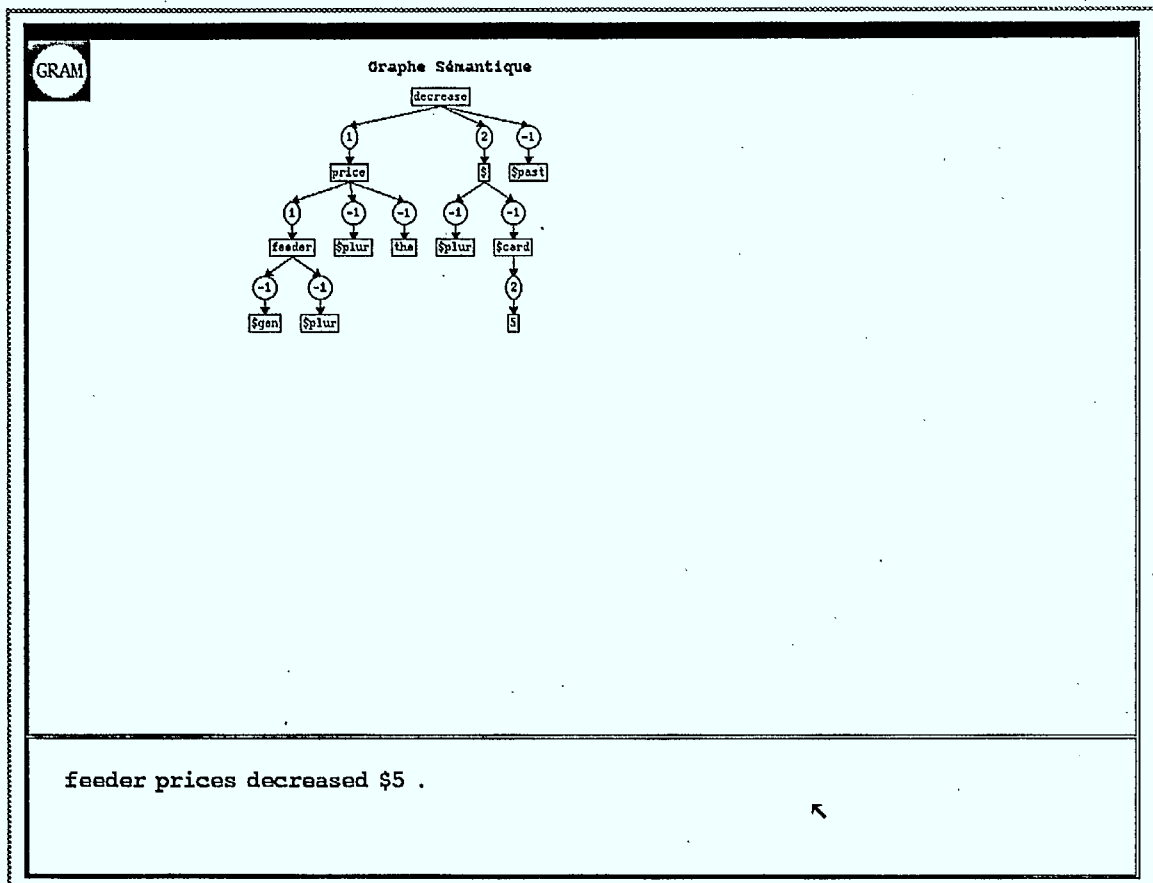 GRAM
Graphe Sémantique
decrease
1 2 -1
price $ $past
1 -1 -1 -1 -1
feeder $plur the $plur $card
-1 -1 2
$gen $plur 5
feeder prices decreased $5 .